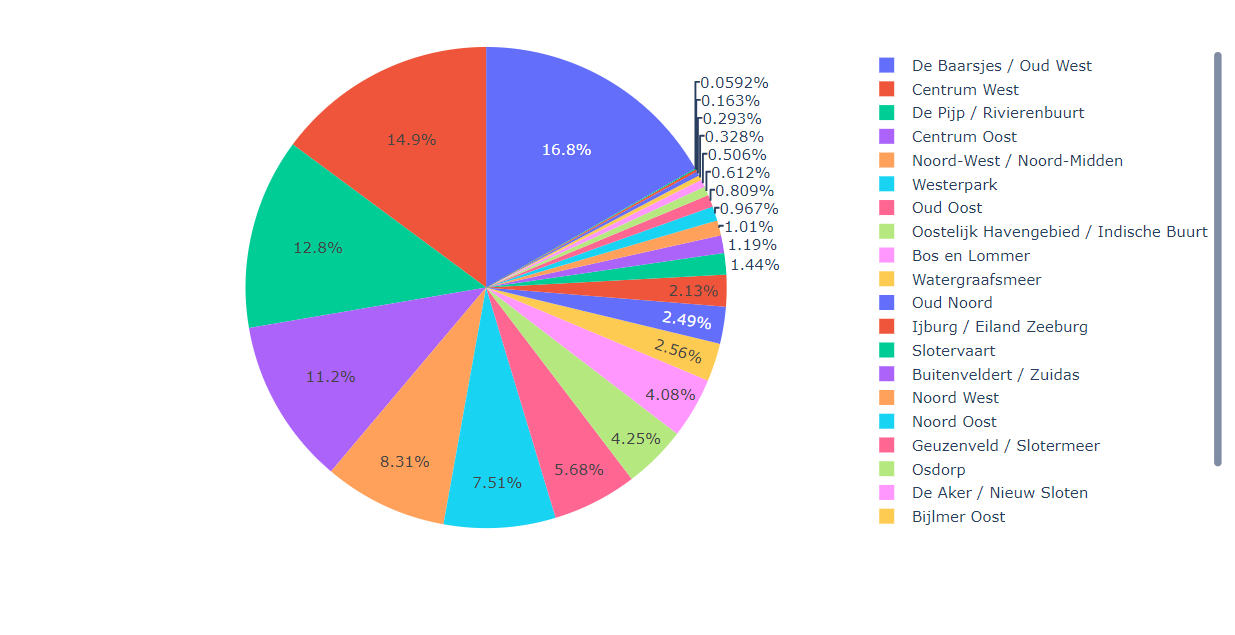 0.0592%
0.163%
0.293%
0.328%
0.506%
0.612%
0.809%
0.967%
1.01%
1.19%
1.44%
2.13%
2.49%
2.56%
4.08%
4.25%
5.68%
7.51%
8.31%
11.2%
12.8%
14.9%
16.8%
De Baarsjes / Oud West
Centrum West
De Pijp / Rivierenbuurt
Centrum Oost
Noord-West / Noord-Midden
Westerpark
Oud Oost
Oostelijk Havengebied / Indische Buurt
Bos en Lommer
Watergraafsmeer
Oud Noord
Ijburg / Eiland Zeeburg
Slotervaart
Buitenveldert / Zuidas
Noord West
Noord Oost
Geuzenveld / Slotermeer
Osdorp
De Aker / Nieuw Sloten
Bijlmer Oost